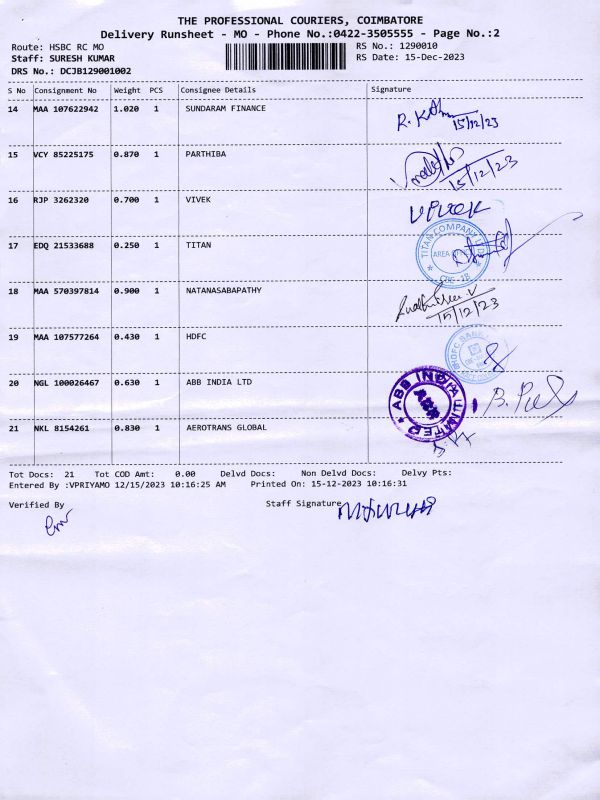 THE PROFESSIONAL COURIERS, COIMBATORE
Delivery Runsheet - MO - Phone No.:0422-3505555 - Page No.:2
Route: HSBC RC MO RS No.: 1290010
Staff: SURESH KUMAR RS Date: 15-Dec-2023
DRS No.: DCJB129001002
S No Consignment No Weight PCS Consignee Details Signature
14 MAA 107622942 1.020 1 SUNDARAM FINANCE 15/12/23
15 VCY 85225175 0.870 1 PARTHIBA 15/12/23
16 RJP 3262320 0.700 1 VIVEK VIVEK
17 EDQ 21533688 0.250 1 TITAN TITAN COMPANY LTD
18 MAA 570397814 0.900 1 NATANASABAPATHY 15/12/23
19 MAA 107577264 0.430 1 HDFC
20 NGL 100026467 0.630 1 ABB INDIA LTD ABB INDIA LIMITED
21 NKL 8154261 0.830 1 AEROTRANS GLOBAL
Tot Docs: 21 Tot COD Amt: 0.00 Delvd Docs: Non Delvd Docs: Delvy Pts:
Entered By :VPRIYAMO 12/15/2023 10:16:25 AM Printed On: 15-12-2023 10:16:31
Verified By Staff Signature